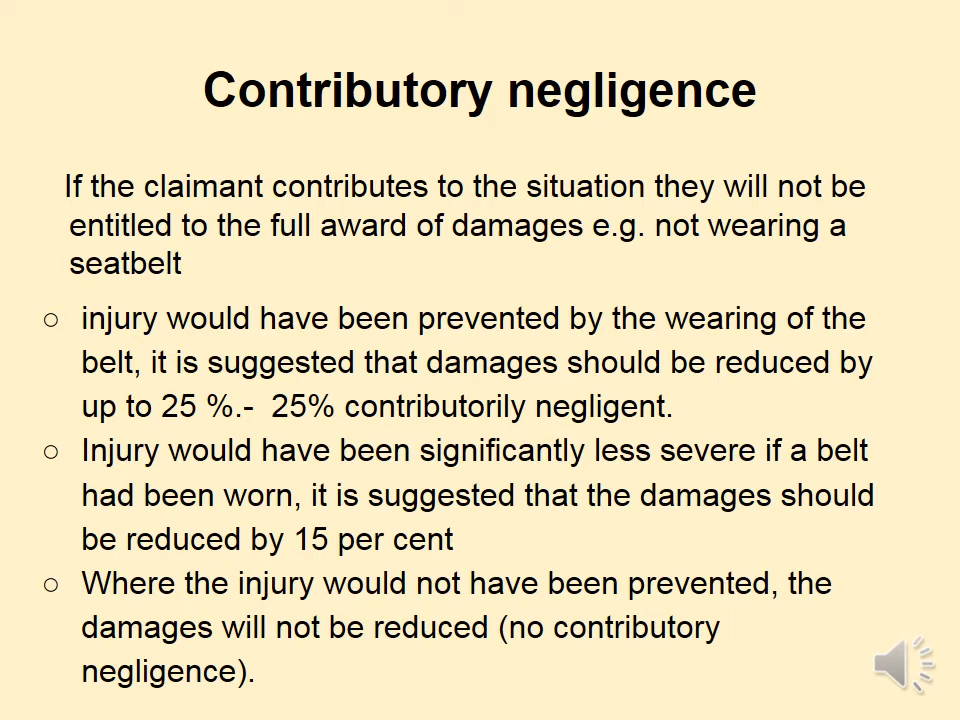 Contributory negligence
If the claimant contributes to the situation they will not be
entitled to the full award of damages e.g. not wearing a
seatbelt
○ injury would have been prevented by the wearing of the
belt, it is suggested that damages should be reduced by
up to 25 %.- 25% contributorily negligent.
○ Injury would have been significantly less severe if a belt
had been worn, it is suggested that the damages should
be reduced by 15 per cent
○ Where the injury would not have been prevented, the
damages will not be reduced (no contributory
negligence).